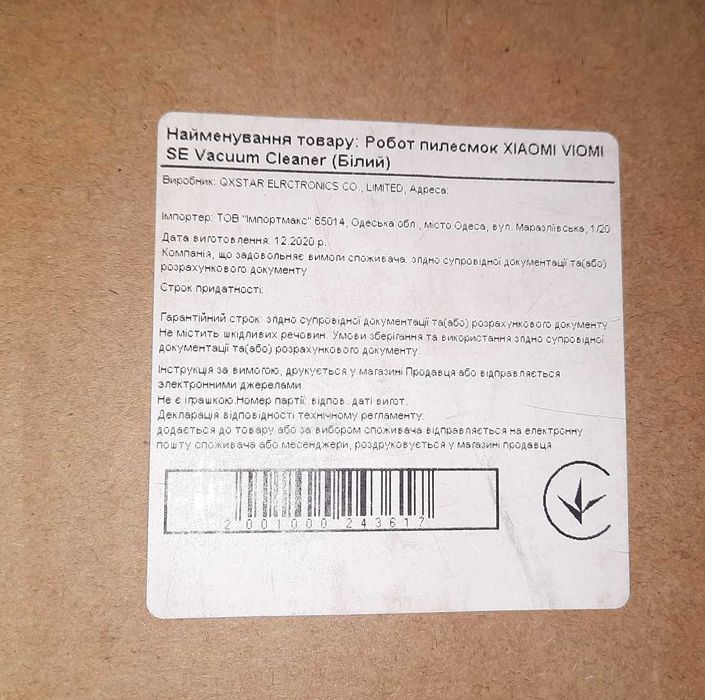 Найменування товару: Робот пилесмок XIAOMI VIOMI
SE Vacuum Cleaner (Білий)
Виробник: QXSTAR ELRCTRONICS CO., LIMITED, Адреса:
Імпортер: ТОВ "Імпортмакс" 65014, Одеська обл., місто Одеса, вул. Маразліївська, 1/20
Дата виготовлення: 12.2020 р.
Компанія, що задовольняє вимоги споживача: згідно супровідної документації та(або)
розрахункового документу
Строк придатності:
Гарантійний строк: згідно супровідної документації та(або) розрахункового документу
Не містить шкідливих речовин. Умови зберігання та використання згідно супровідної
документації та(або) розрахункового документу.
Інструкція за вимогою, друкується у магазині Продавця або відправляється
электронними джерелами.
Не є іграшкою.Номер партії: відпов. даті вигот.
Декларація відповідності технічному регламенту:
додається до товару або за вибором споживача відправляється на електронну
пошту споживача або месенджери, роздруковується у магазині продавця.
2 001000 243617